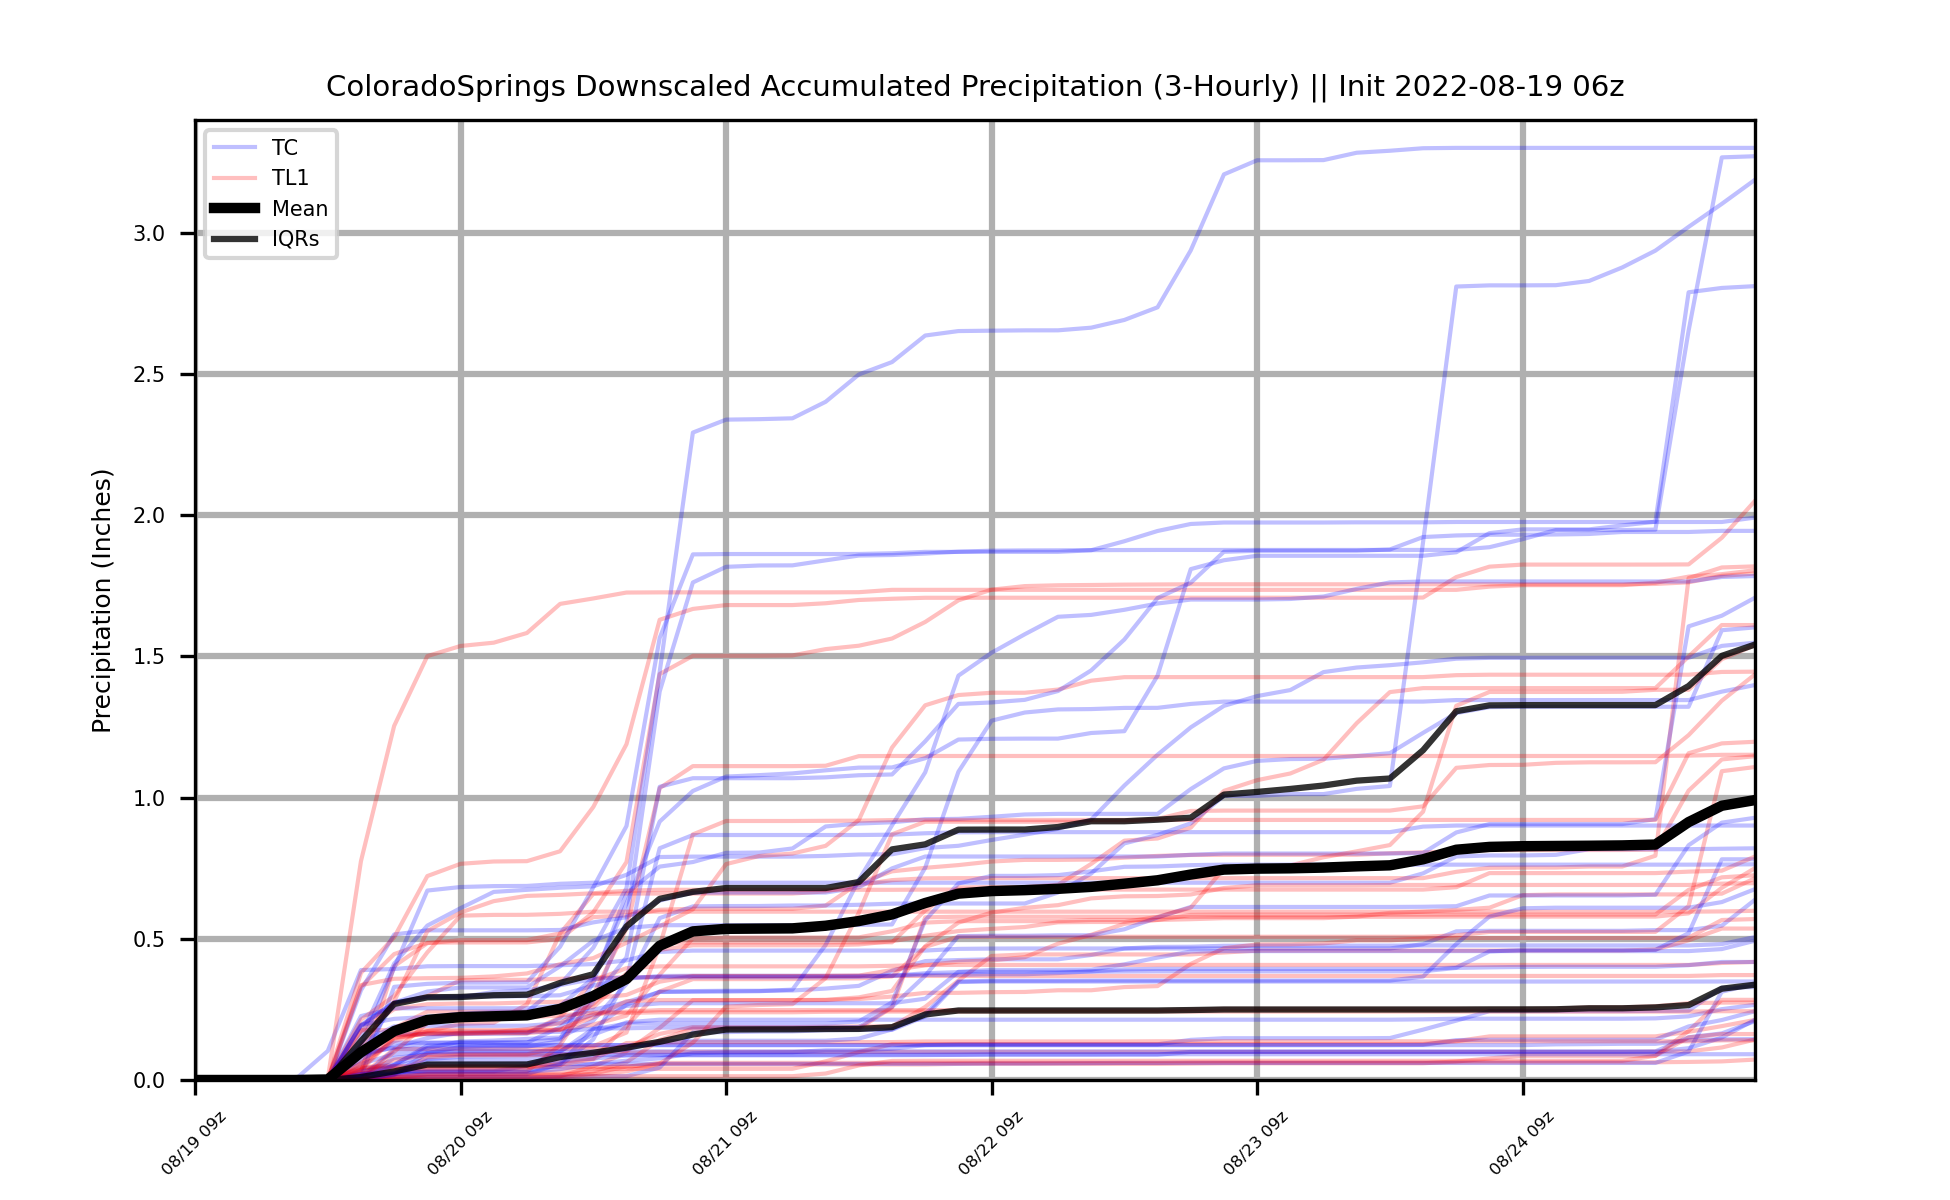 ColoradoSprings Downscaled Accumulated Precipitation (3-Hourly) || Init 2022-08-19 06z
TC
TL1
Mean
IQRs
Precipitation (Inches)
3.0
2.5
2.0
1.5
1.0
0.5
0.0
08/19 09z
08/20 09z
08/21 09z
08/22 09z
08/23 09z
08/24 09z